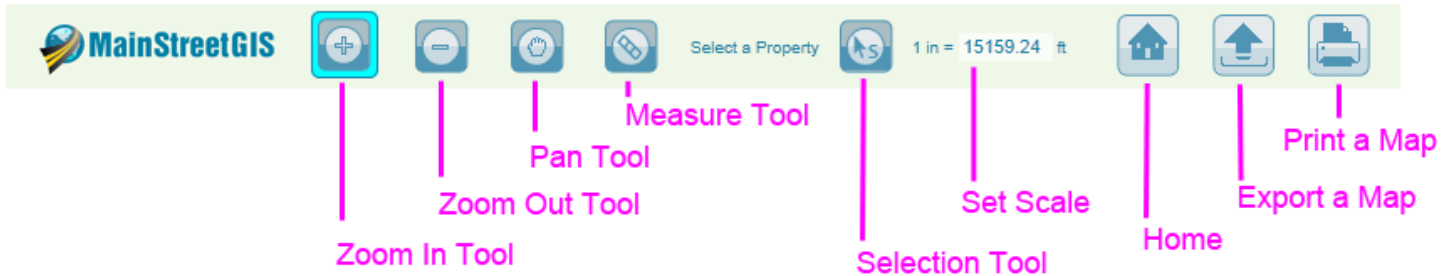 MainStreetGIS
Select a Property
S
1 in = 15159.24 ft
Measure Tool
Print a Map
Pan Tool
Zoom Out Tool
Set Scale
Export a Map
Zoom In Tool
Selection Tool
Home